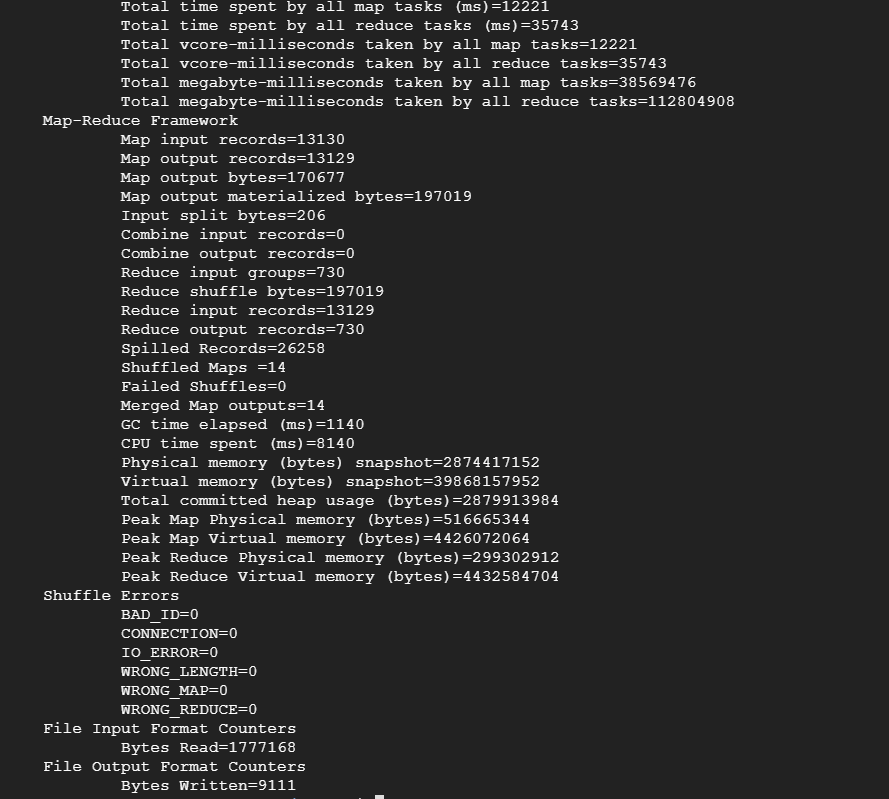 Total time spent by all map tasks (ms)=12221
Total time spent by all reduce tasks (ms)=35743
Total vcore-milliseconds taken by all map tasks=12221
Total vcore-milliseconds taken by all reduce tasks=35743
Total megabyte-milliseconds taken by all map tasks=38569476
Total megabyte-milliseconds taken by all reduce tasks=112804908
Map-Reduce Framework
Map input records=13130
Map output records=13129
Map output bytes=170677
Map output materialized bytes=197019
Input split bytes=206
Combine input records=0
Combine output records=0
Reduce input groups=730
Reduce shuffle bytes=197019
Reduce input records=13129
Reduce output records=730
Spilled Records=26258
Shuffled Maps =14
Failed Shuffles=0
Merged Map outputs=14
GC time elapsed (ms)=1140
CPU time spent (ms)=8140
Physical memory (bytes) snapshot=2874417152
Virtual memory (bytes) snapshot=39868157952
Total committed heap usage (bytes)=2879913984
Peak Map Physical memory (bytes)=516665344
Peak Map Virtual memory (bytes)=4426072064
Peak Reduce Physical memory (bytes)=299302912
Peak Reduce Virtual memory (bytes)=4432584704
Shuffle Errors
BAD_ID=0
CONNECTION=0
IO_ERROR=0
WRONG_LENGTH=0
WRONG_MAP=0
WRONG_REDUCE=0
File Input Format Counters
Bytes Read=1777168
File Output Format Counters
Bytes Written=9111